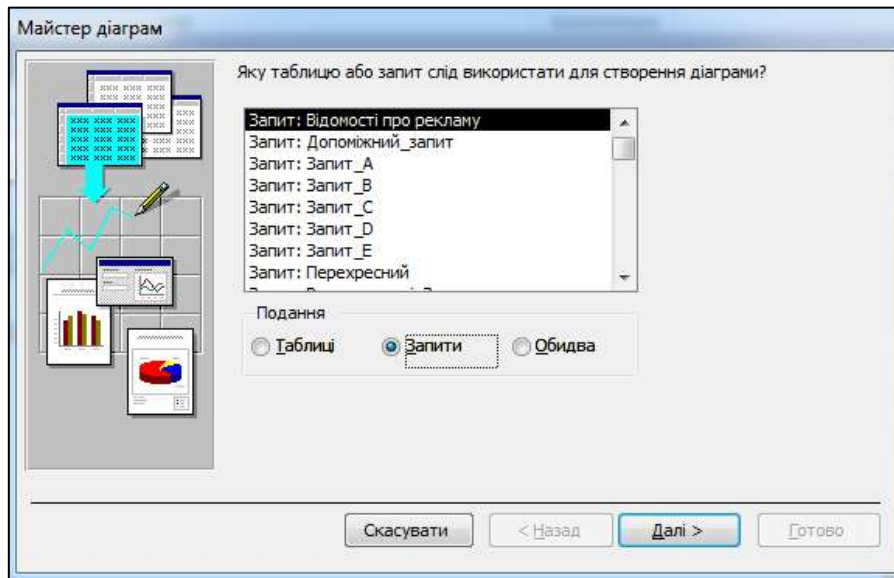 Майстер діаграм
Яку таблицю або запит слід використати для створення діаграми?
Запит: Відомості про рекламу
Запит: Допоміжний_запит
Запит: Запит_A
Запит: Запит_B
Запит: Запит_C
Запит: Запит_D
Запит: Запит_E
Запит: Перехресний
Подання
Таблиці Запити Обидва
Скасувати < Назад Далі > Готово